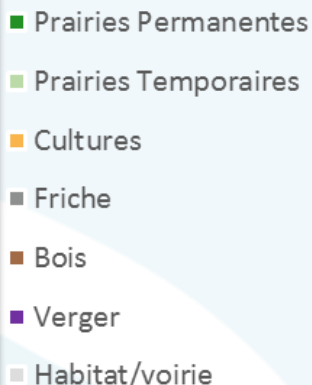 Prairies Permanentes
Prairies Temporaires
Cultures
Friche
Bois
Verger
Habitat/voirie